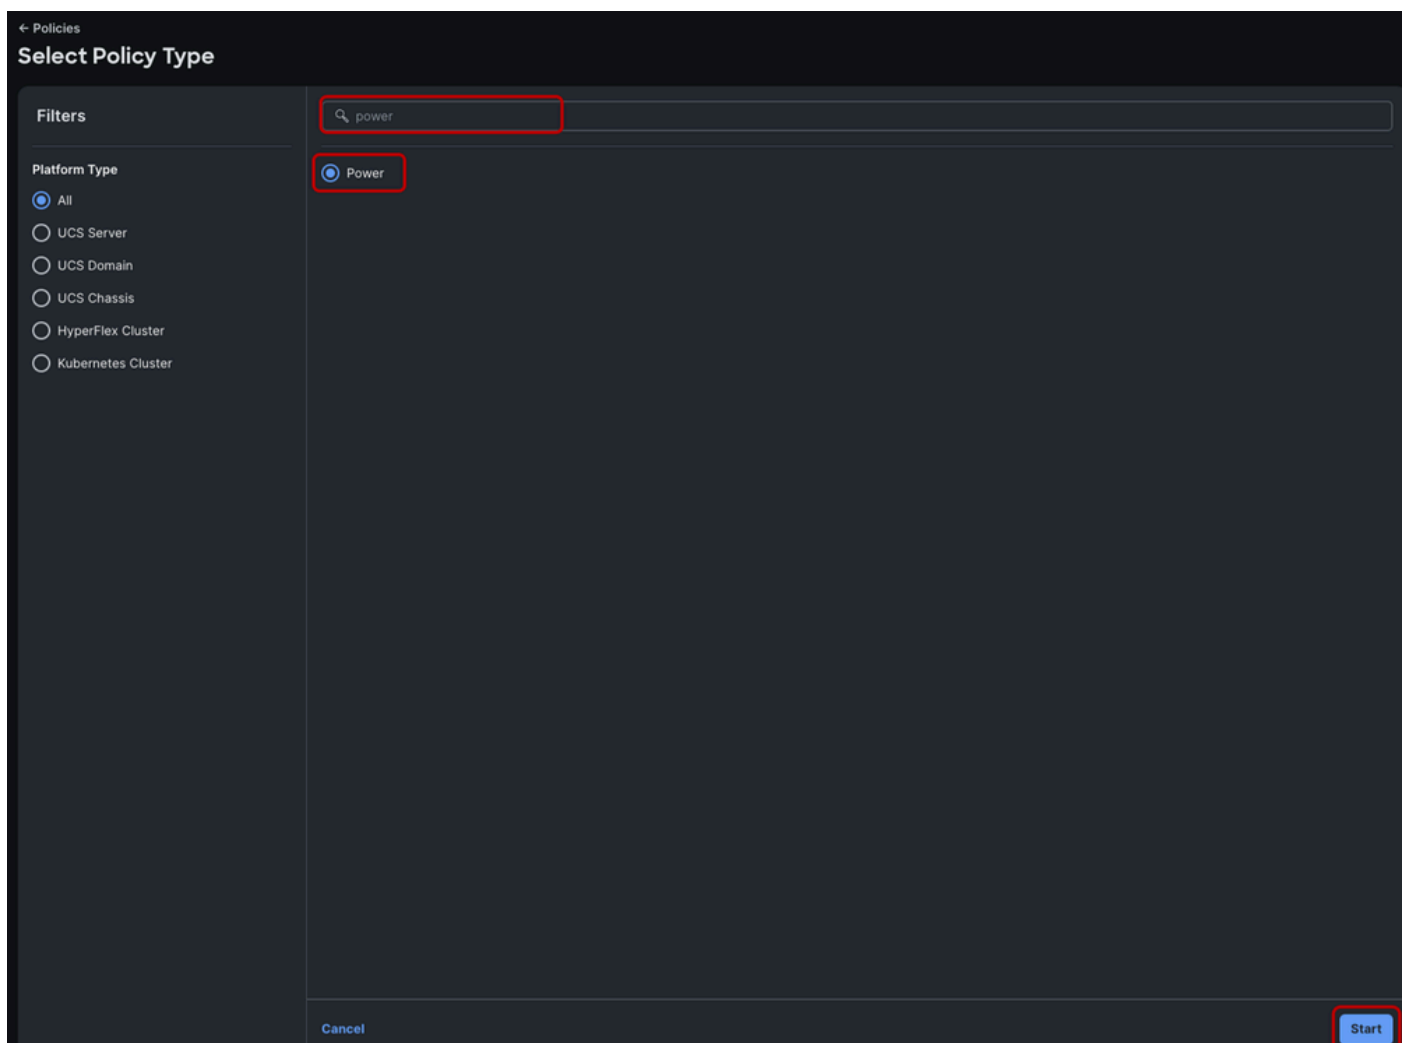 ← Policies
Select Policy Type
Filters
Platform Type
All
UCS Server
UCS Domain
UCS Chassis
HyperFlex Cluster
Kubernetes Cluster
power
Power
Cancel
Start